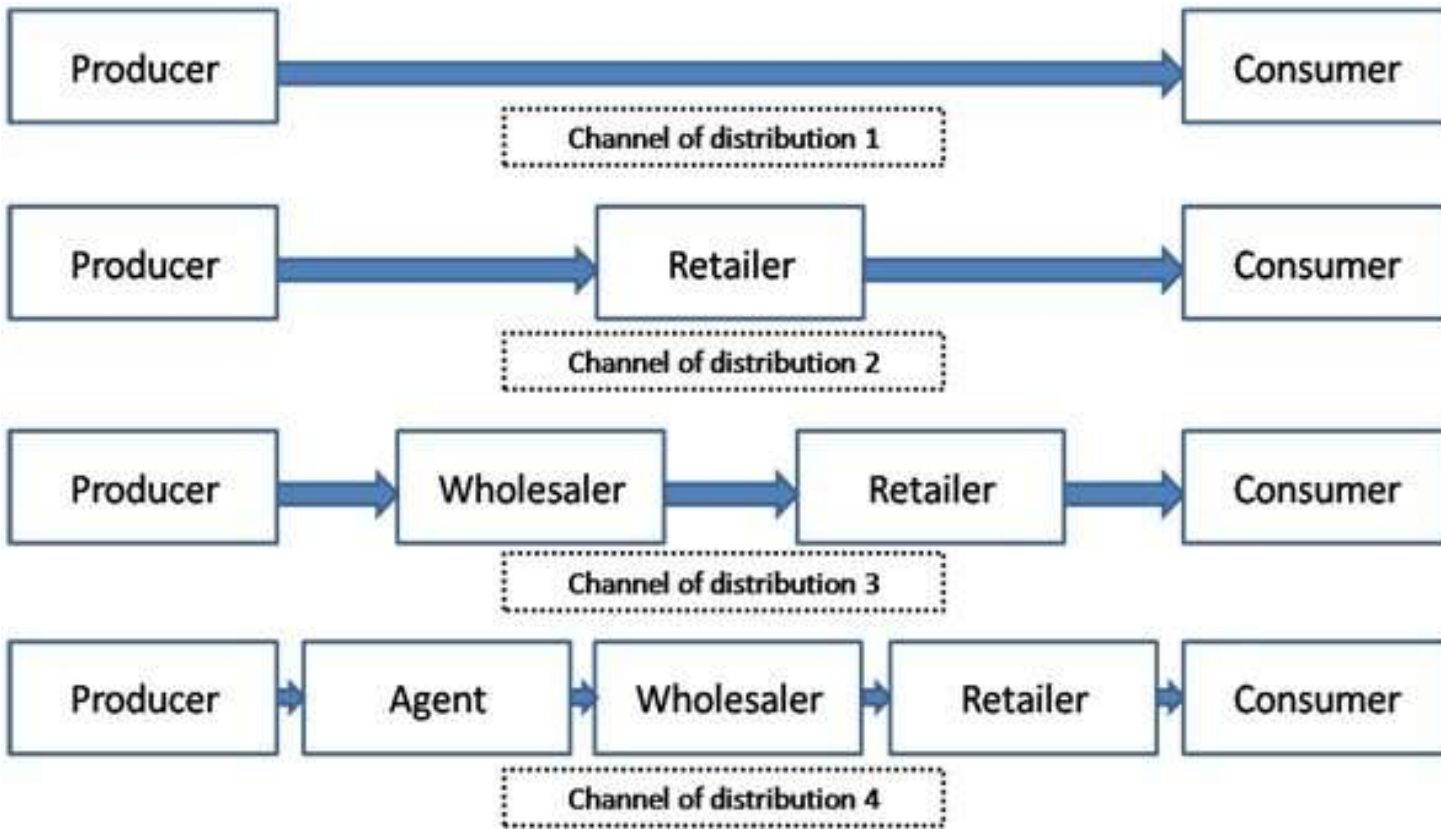 Producer
Consumer
Channel of distribution 1
Producer
Retailer
Consumer
Channel of distribution 2
Producer
Wholesaler
Retailer
Consumer
Channel of distribution 3
Producer
Agent
Wholesaler
Retailer
Consumer
Channel of distribution 4